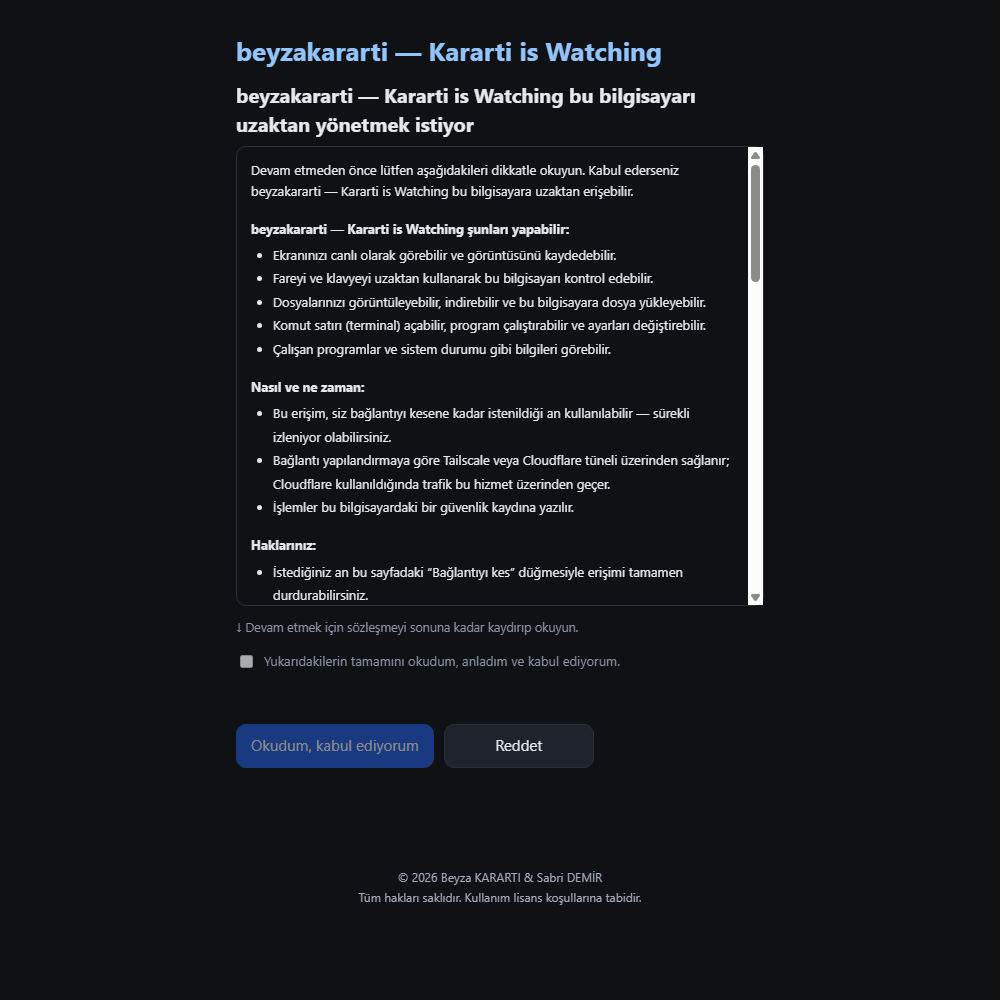 beyzakararti — Kararti is Watching
beyzakararti — Kararti is Watching bu bilgisayarı
uzaktan yönetmek istiyor
Devam etmeden önce lütfen aşağıdakileri dikkatle okuyun. Kabul ederseniz
beyzakararti — Kararti is Watching bu bilgisayara uzaktan erişebilir.
beyzakararti — Kararti is Watching şunları yapabilir:
• Ekranınızı canlı olarak görebilir ve görüntüsünü kaydedebilir.
• Fareyi ve klavyeyi uzaktan kullanarak bu bilgisayarı kontrol edebilir.
• Dosyalarınızı görüntüleyebilir, indirebilir ve bu bilgisayara dosya yükleyebilir.
• Komut satırı (terminal) açabilir, program çalıştırabilir ve ayarları değiştirebilir.
• Çalışan programlar ve sistem durumu gibi bilgileri görebilir.
Nasıl ve ne zaman:
• Bu erişim, siz bağlantıyı kesene kadar istenildiği an kullanılabilir — sürekli
izleniyor olabilirsiniz.
• Bağlantı yapılandırmaya göre Tailscale veya Cloudflare tüneli üzerinden sağlanır;
Cloudflare kullanıldığında trafik bu hizmet üzerinden geçer.
• İşlemler bu bilgisayardaki bir güvenlik kaydına yazılır.
Haklarınız:
• İstediğiniz an bu sayfadaki “Bağlantıyı kes” düğmesiyle erişimi tamamen
durdurabilirsiniz.
↓ Devam etmek için sözleşmeyi sonuna kadar kaydırıp okuyun.
Yukarıdakilerin tamamını okudum, anladım ve kabul ediyorum.
Okudum, kabul ediyorum
Reddet
© 2026 Beyza KARARTI & Sabri DEMİR
Tüm hakları saklıdır. Kullanım lisans koşullarına tabidir.